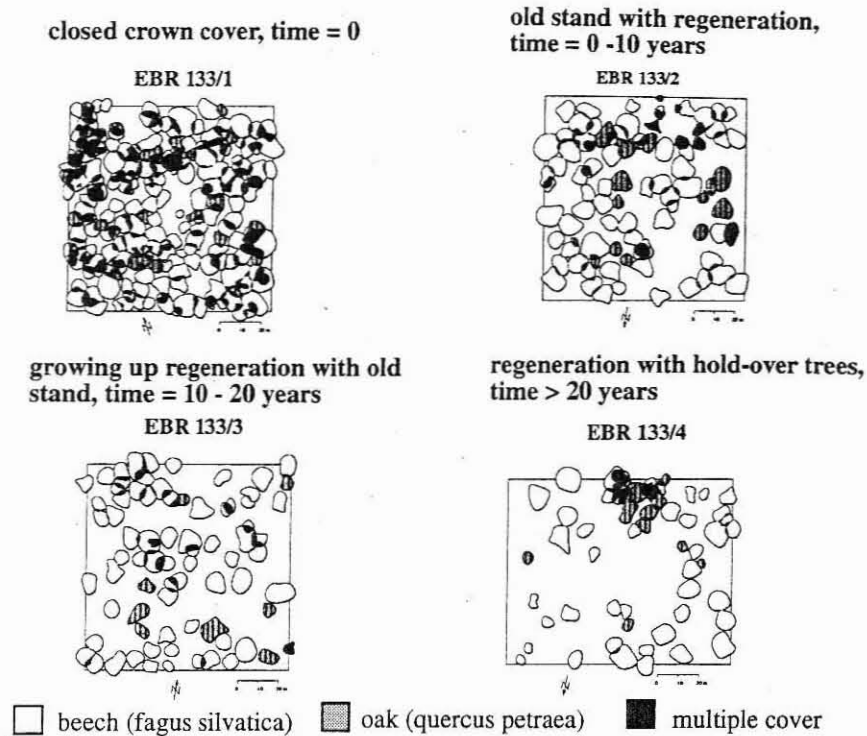 closed crown cover, time = 0
EBR 133/1
old stand with regeneration,
time = 0 -10 years
EBR 133/2
growing up regeneration with old
stand, time = 10 - 20 years
EBR 133/3
regeneration with hold-over trees,
time > 20 years
EBR 133/4
beech (fagus silvatica)
oak (quercus petraea)
multiple cover